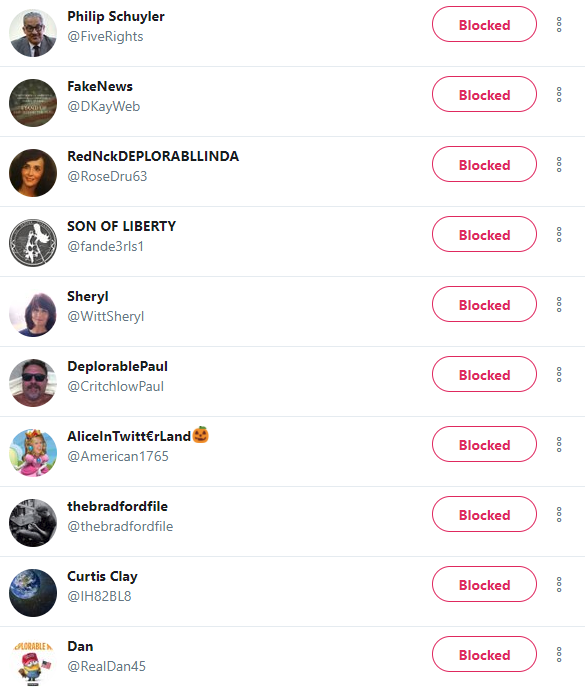 Philip Schuyler
@FiveRights
Blocked
FakeNews
@DKayWeb
Blocked
RedNckDEPLORABLLINDA
@RoseDru63
Blocked
SON OF LIBERTY
@fande3rls1
Blocked
Sheryl
@WittSheryl
Blocked
DeplorablePaul
@CritchlowPaul
Blocked
AliceInTwitt€rLand🎃
@American1765
Blocked
thebradfordfile
@thebradfordfile
Blocked
Curtis Clay
@IH82BL8
Blocked
Dan
@RealDan45
Blocked